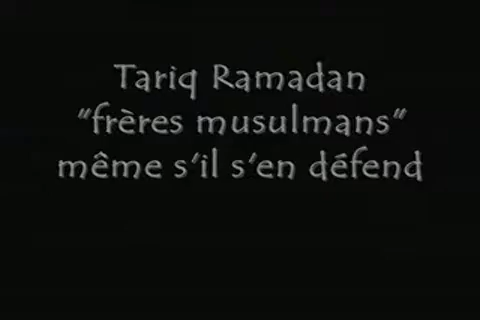 Tariq Ramadan
"frères musulmans"
même s'il s'en défend